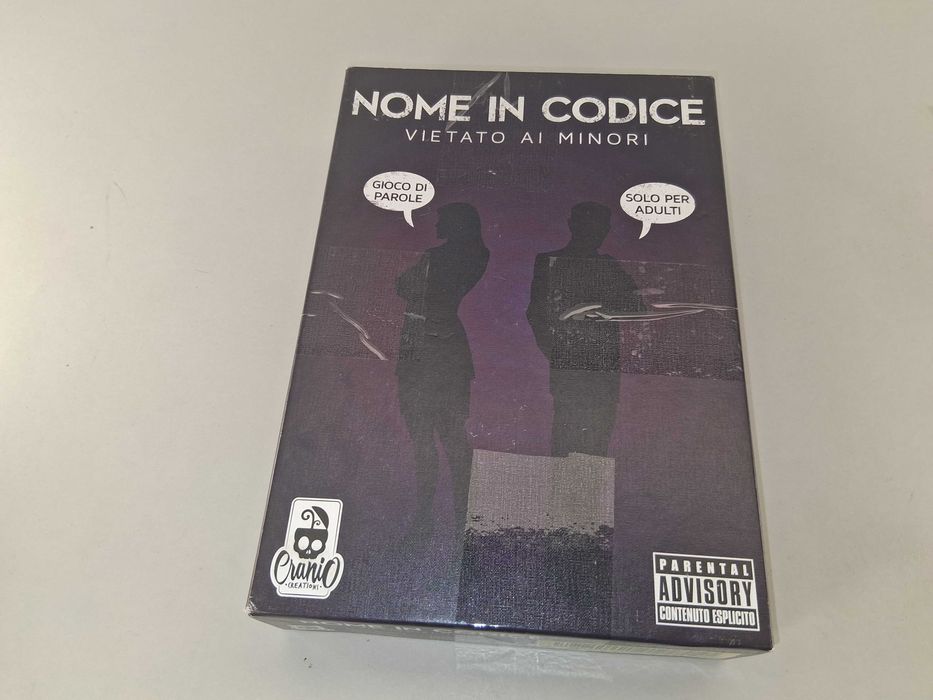 NOME IN CODICE
VIETATO AI MINORI
GIOCO DI
PAROLE
SOLO PER
ADULTI
Cranio
CREATIONS
PARENTAL
ADVISORY
CONTENUTO ESPLICITO